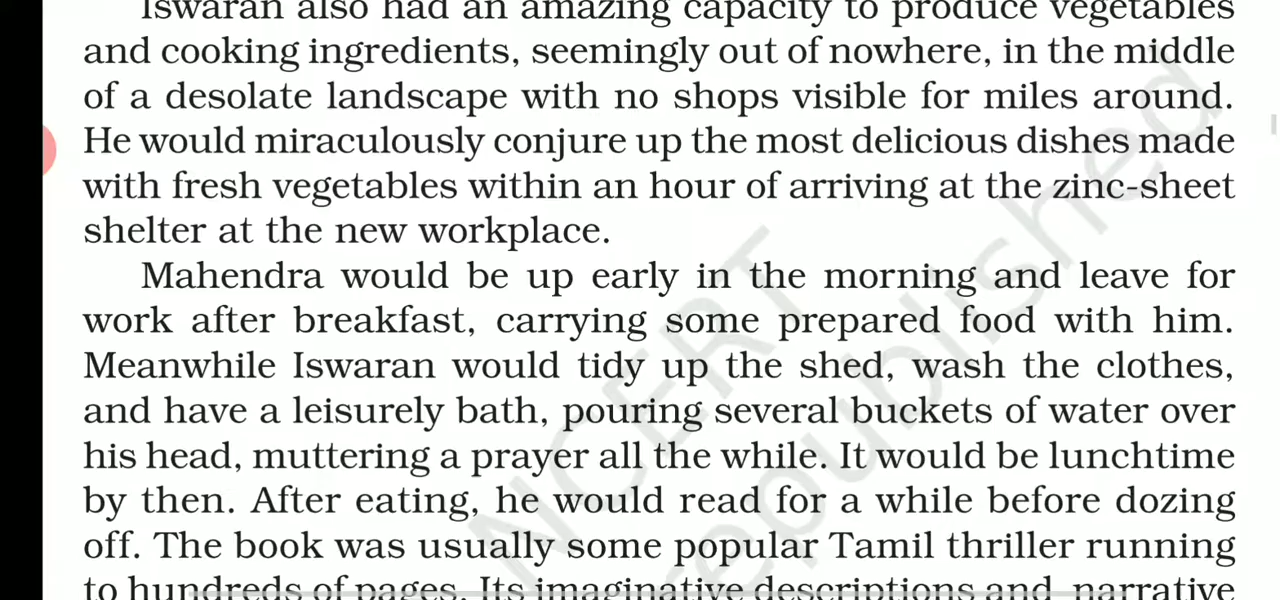 Iswaran also had an amazing capacity to produce vegetables
and cooking ingredients, seemingly out of nowhere, in the middle
of a desolate landscape with no shops visible for miles around.
He would miraculously conjure up the most delicious dishes made
with fresh vegetables within an hour of arriving at the zinc-sheet
shelter at the new workplace.
Mahendra would be up early in the morning and leave for
work after breakfast, carrying some prepared food with him.
Meanwhile Iswaran would tidy up the shed, wash the clothes,
and have a leisurely bath, pouring several buckets of water over
his head, muttering a prayer all the while. It would be lunchtime
by then. After eating, he would read for a while before dozing
off. The book was usually some popular Tamil thriller running
to hundreds of pages. Its imaginative descriptions and narrative
NCERT
republished